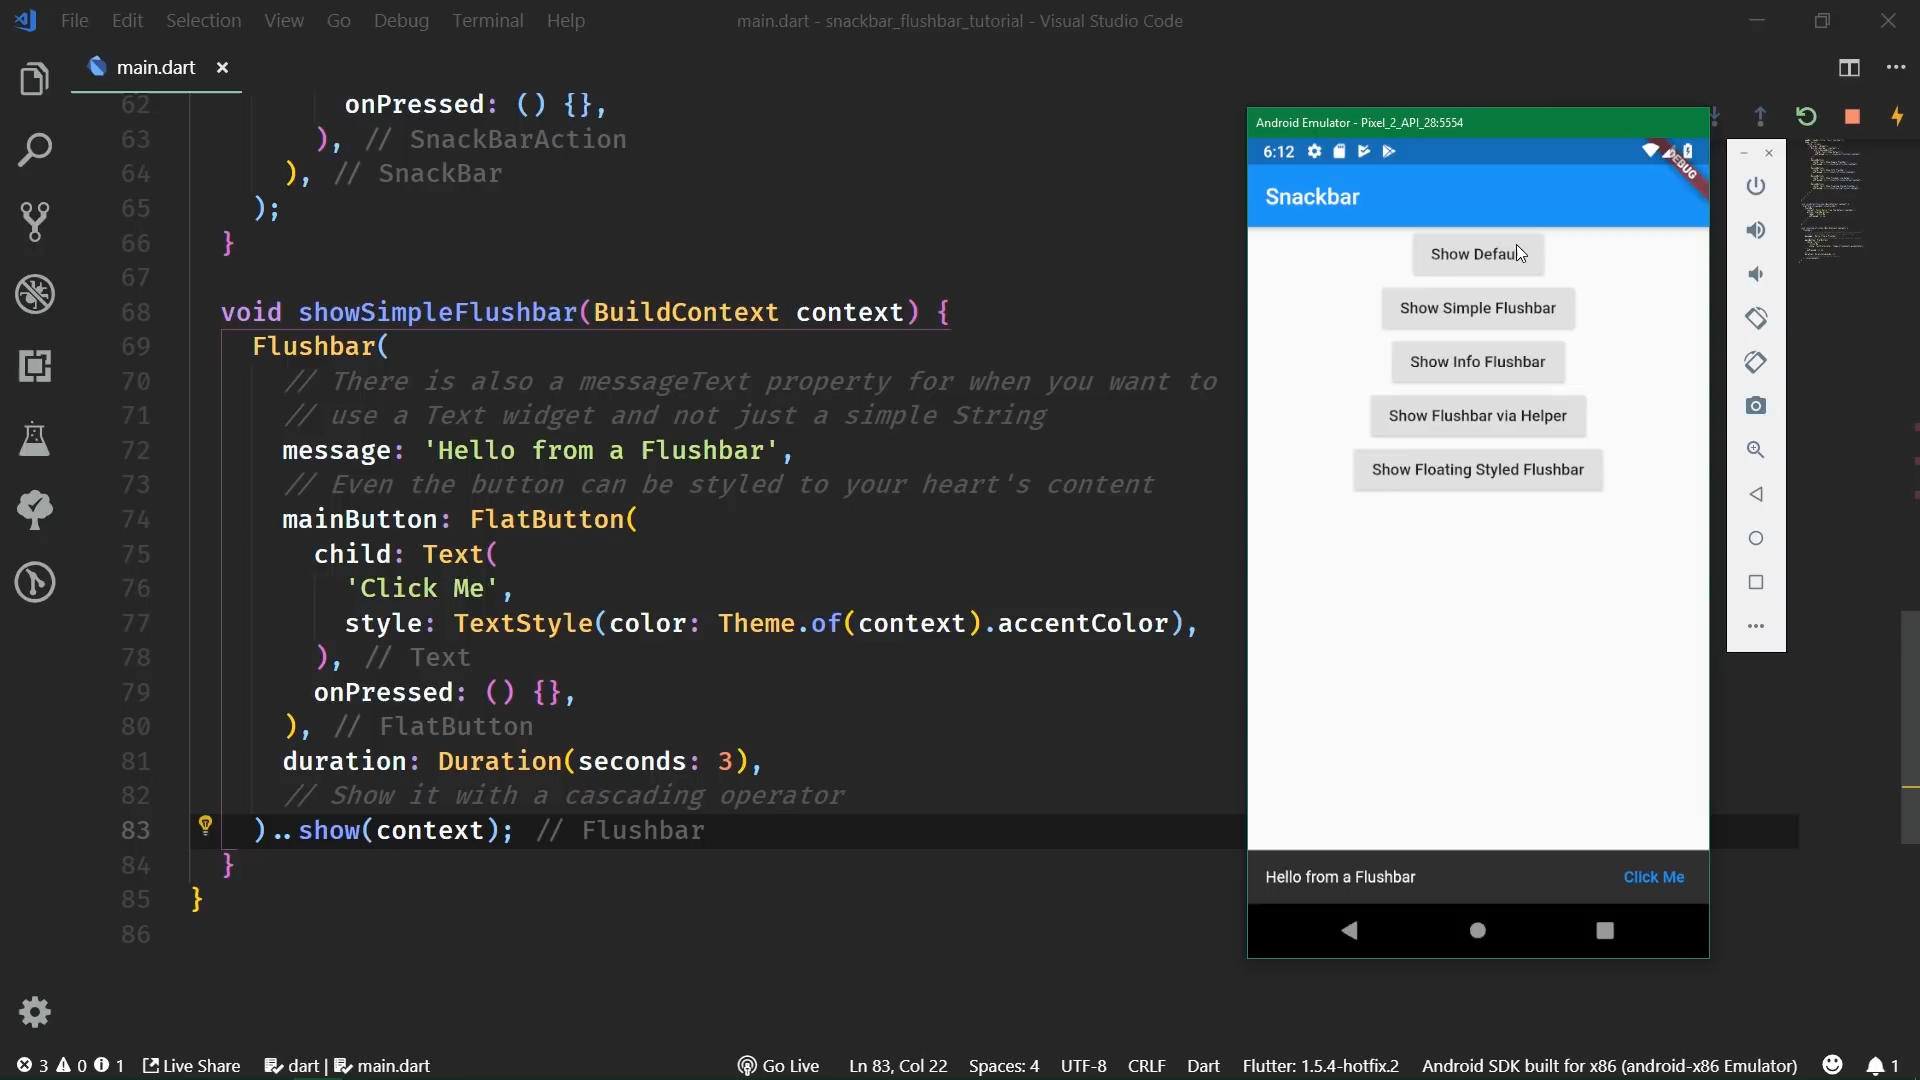 File Edit Selection View Go Debug Terminal Help
main.dart - snackbar_flushbar_tutorial - Visual Studio Code
main.dart
62 onPressed: () {},
63 ), // SnackBarAction
64 ), // SnackBar
65 );
66 }
67
68 void showSimpleFlushbar(BuildContext context) {
69 Flushbar(
70 // There is also a messageText property for when you want to
71 // use a Text widget and not just a simple String
72 message: 'Hello from a Flushbar',
73 // Even the button can be styled to your heart's content
74 mainButton: FlatButton(
75 child: Text(
76 'Click Me',
77 style: TextStyle(color: Theme.of(context).accentColor),
78 ), // Text
79 onPressed: () {},
80 ), // FlatButton
81 duration: Duration(seconds: 3),
82 // Show it with a cascading operator
83 )..show(context); // Flushbar
84 }
85 }
86
Android Emulator - Pixel_2_API_28:5554
6:12
DEBUG
Snackbar
Show Defau
Show Simple Flushbar
Show Info Flushbar
Show Flushbar via Helper
Show Floating Styled Flushbar
Hello from a Flushbar Click Me
3 0 1 Live Share dart | main.dart Go Live Ln 83, Col 22 Spaces: 4 UTF-8 CRLF Dart Flutter: 1.5.4-hotfix.2 Android SDK built for x86 (android-x86 Emulator) 1